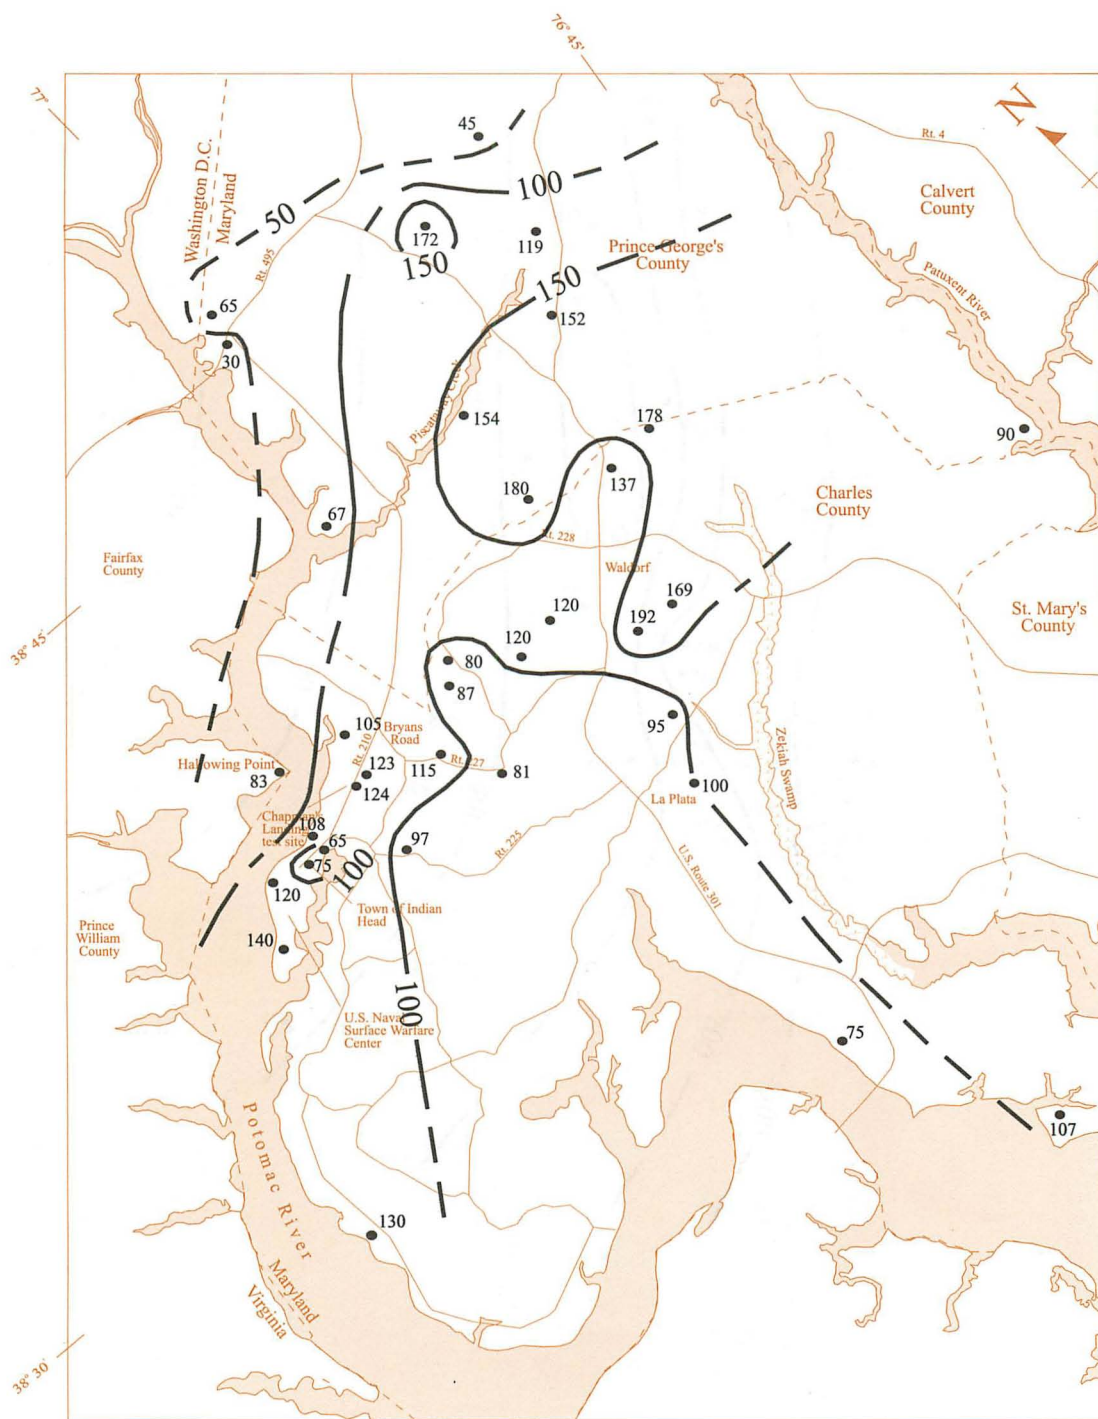 76° 45'
77°
N
Rt. 4
45
Washington D.C.
Maryland
50
100
Calvert
County
172
119
Prince George's
County
150
Rt. 495
150
Patuxent River
65
152
30
Piscataway Creek
154
178
90
137
180
Charles
County
67
Rt. 228
Fairfax
County
Waldorf
169
120
St. Mary's
County
192
38° 45'
120
80
87
95
105
Bryans
Road
Zekiah Swamp
Rt. 210
Hallowing Point
83
123
115
Rt. 227
81
124
100
La Plata
Chapman's
Landing
test site
108
65
97
75
100
Rt. 225
U.S. Route 301
120
Town of Indian
Head
Prince
William
County
140
100
U.S. Naval
Surface Warfare
Center
75
107
Potomac River
130
Maryland
Virginia
38° 30'